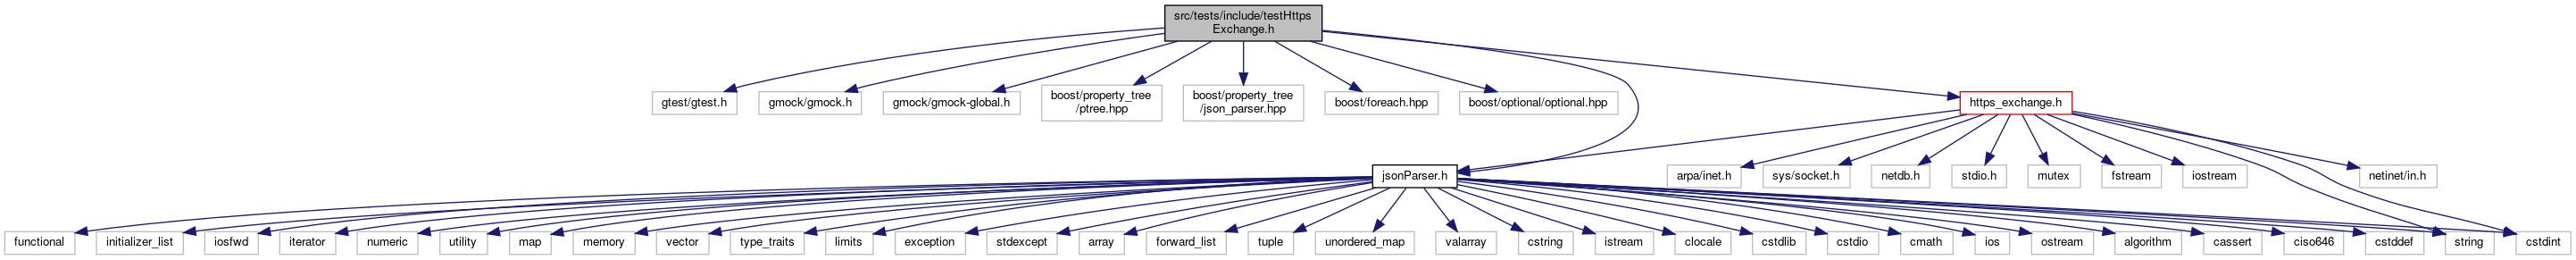 src/tests/include/testHttps
Exchange.h
gtest/gtest.h
gmock/gmock.h
gmock/gmock-global.h
boost/property_tree
/ptree.hpp
boost/property_tree
/json_parser.hpp
boost/foreach.hpp
boost/optional/optional.hpp
https_exchange.h
jsonParser.h
arpa/inet.h
sys/socket.h
netdb.h
stdio.h
mutex
fstream
iostream
netinet/in.h
functional
initializer_list
iosfwd
iterator
numeric
utility
map
memory
vector
type_traits
limits
exception
stdexcept
array
forward_list
tuple
unordered_map
valarray
cstring
istream
clocale
cstdlib
cstdio
cmath
ios
ostream
algorithm
cassert
ciso646
cstddef
string
cstdint